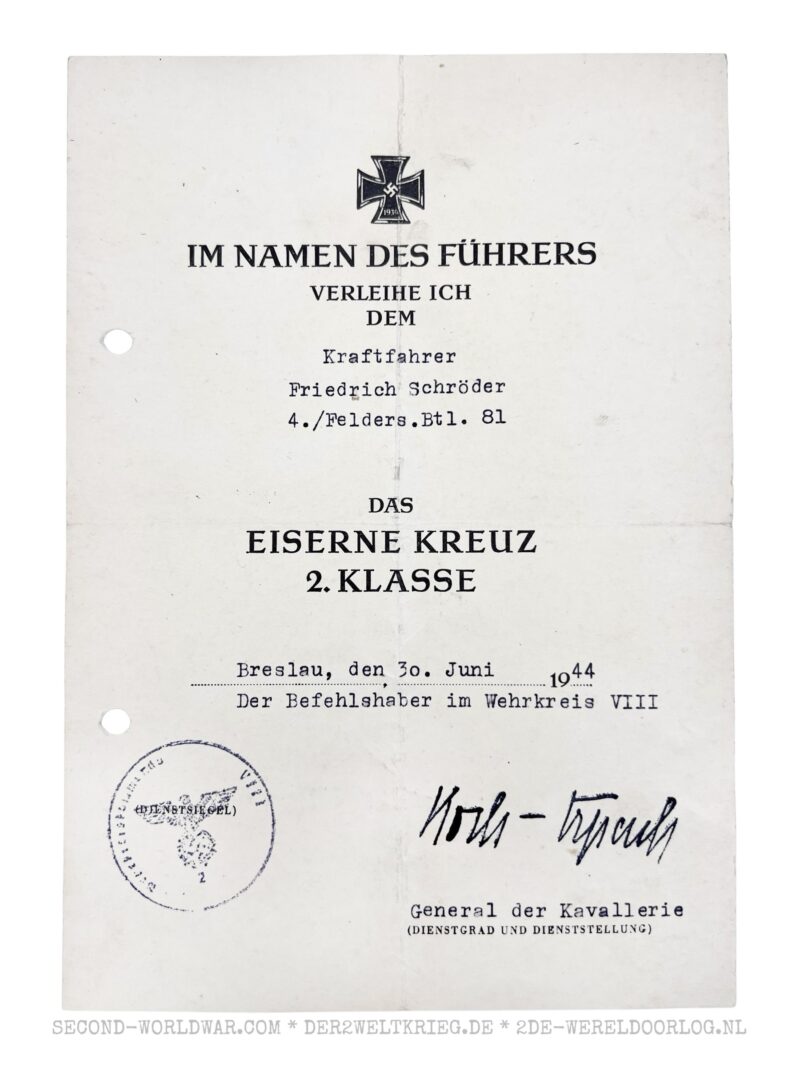 1939
IM NAMEN DES FÜHRERS
VERLEIHE ICH
DEM
Kraftfahrer
Friedrich Schröder
4./Felders.Btl. 81
DAS
EISERNE KREUZ
2. KLASSE
Breslau, den 30. Juni 1944
Der Befehlshaber im Wehrkreis VIII
VIII
(DIENSTSIEGEL)
2
Koch-
General der Kavallerie
(DIENSTGRAD UND DIENSTSTELLUNG)
SECOND-WORLDWAR.COM * DER2WELTKRIEG.DE * 2DE-WERELDOORLOG.NL